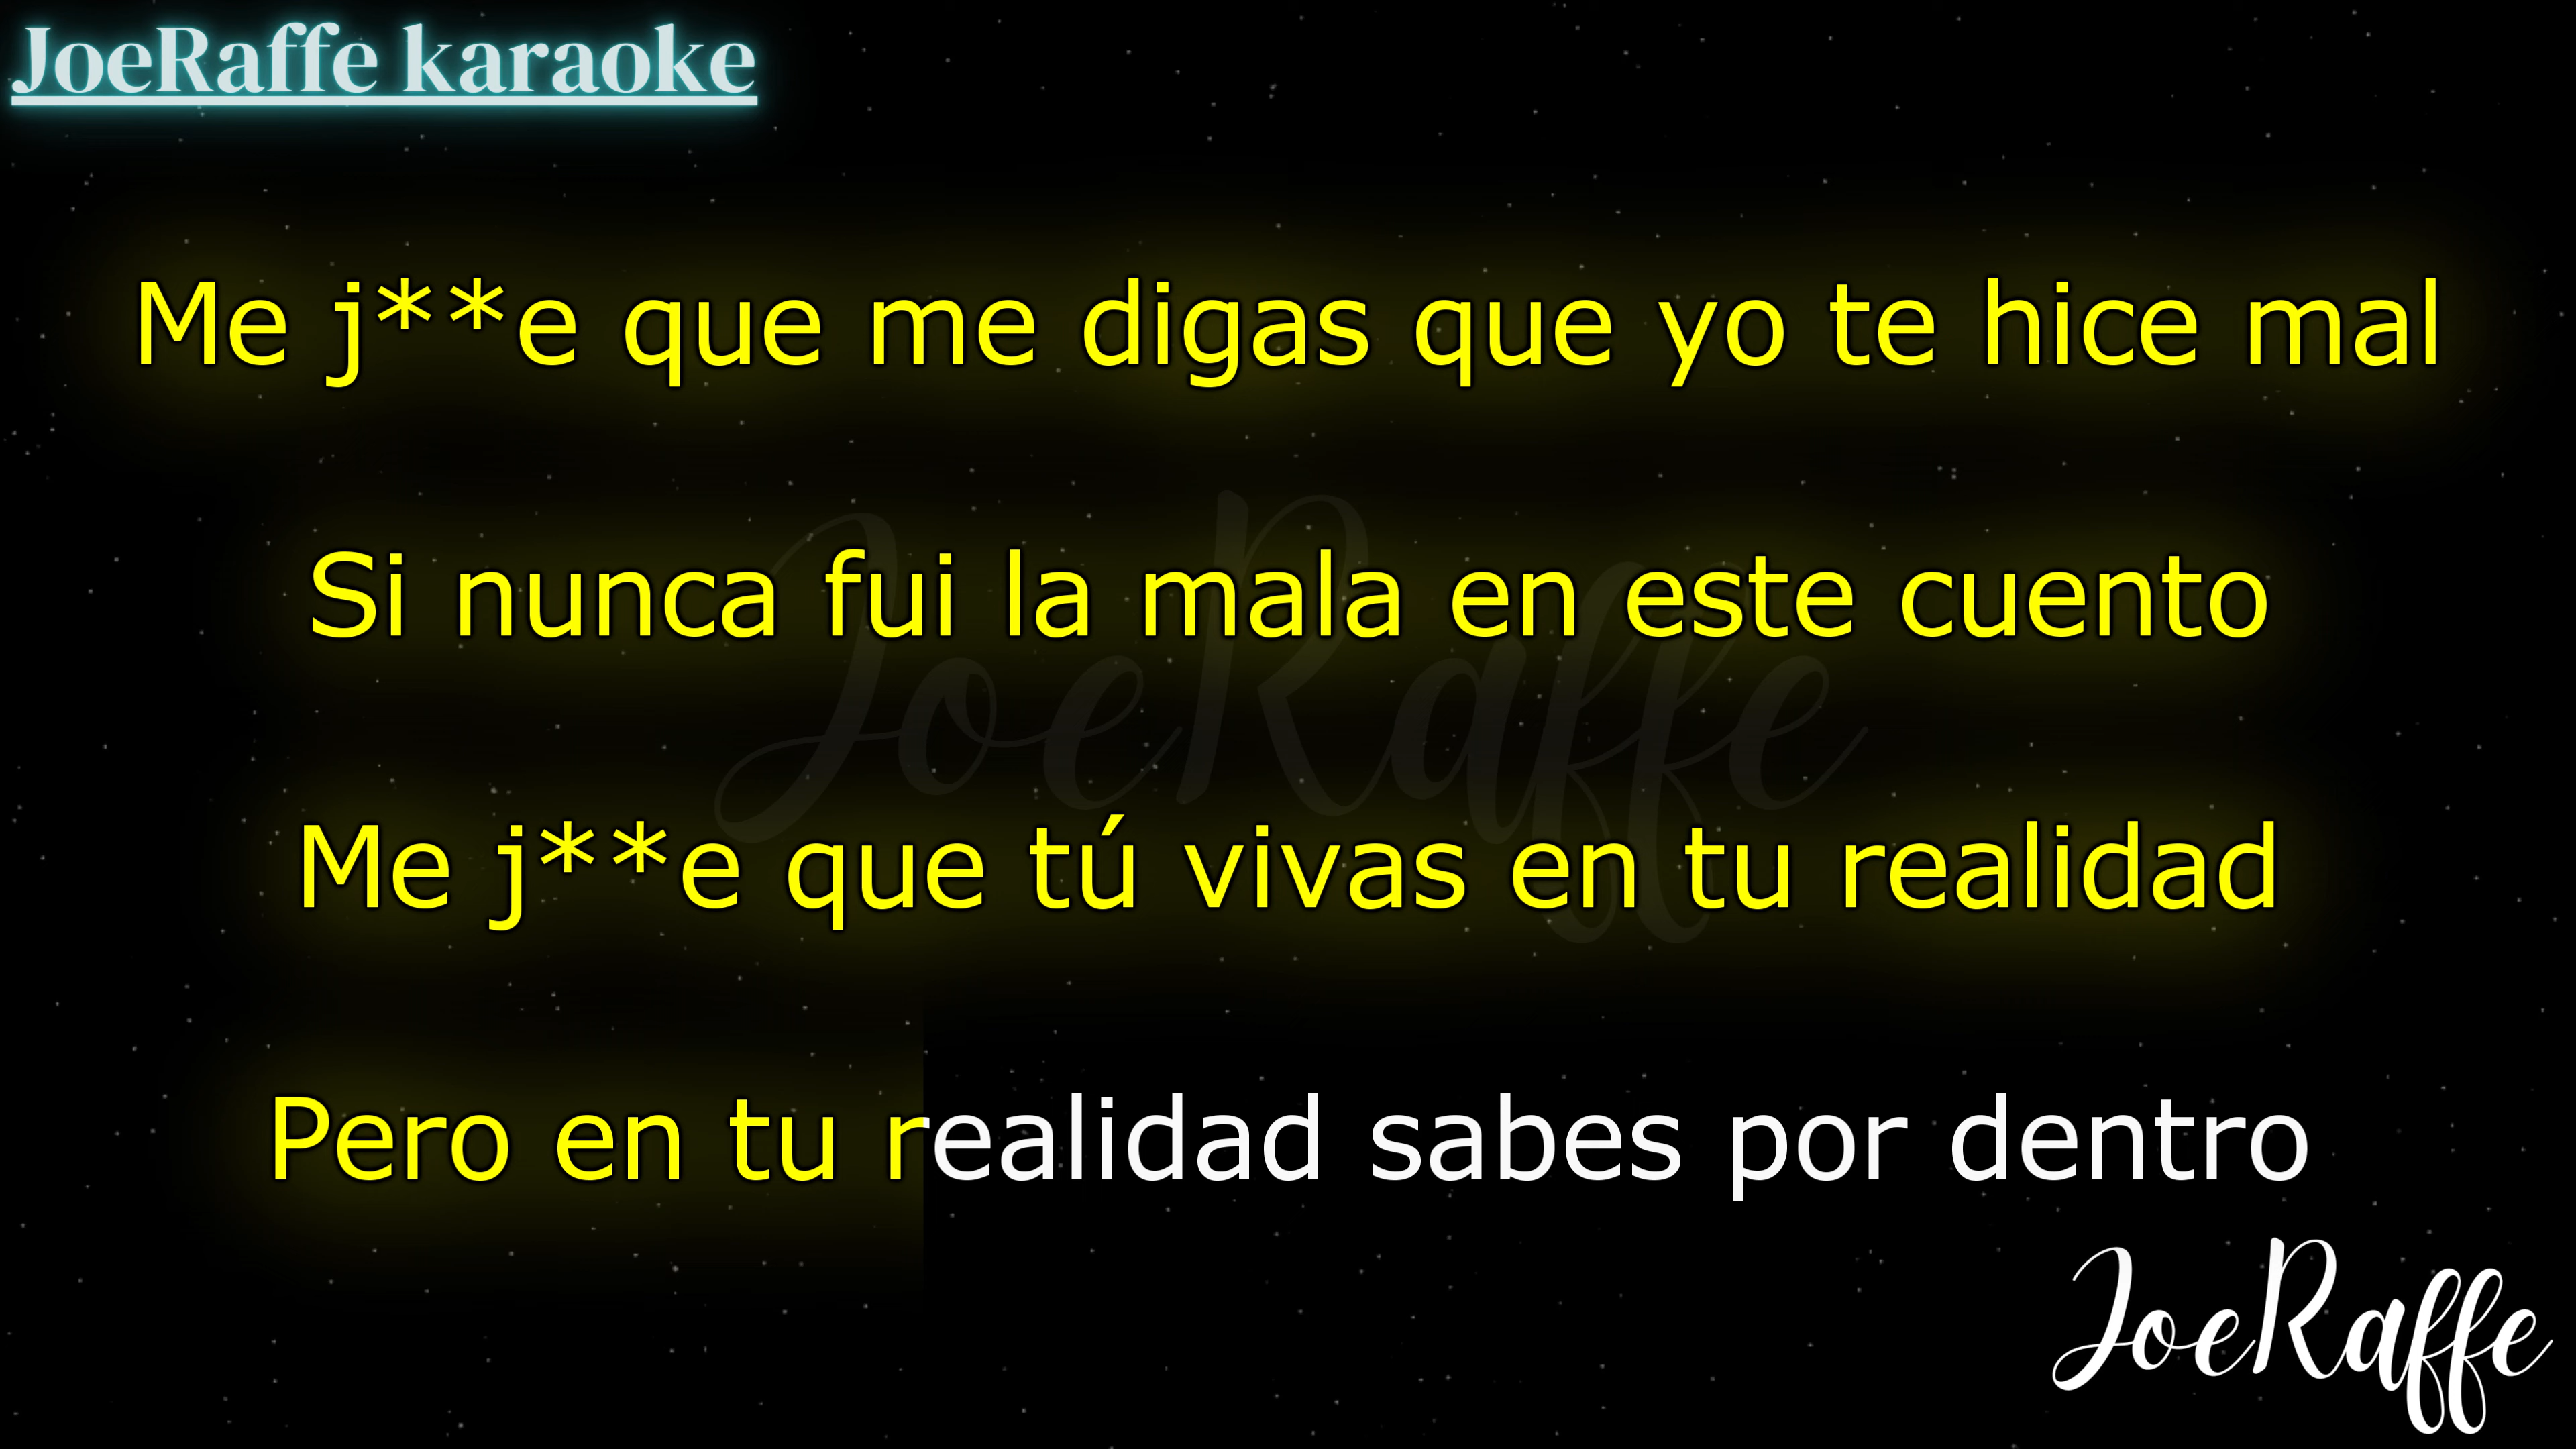 JoeRaffe karaoke
Me j**e que me digas que yo te hice mal
Si nunca fui la mala en este cuento
JoeRaffe
Me j**e que tú vivas en tu realidad
Pero en tu realidad sabes por dentro
JoeRaffe